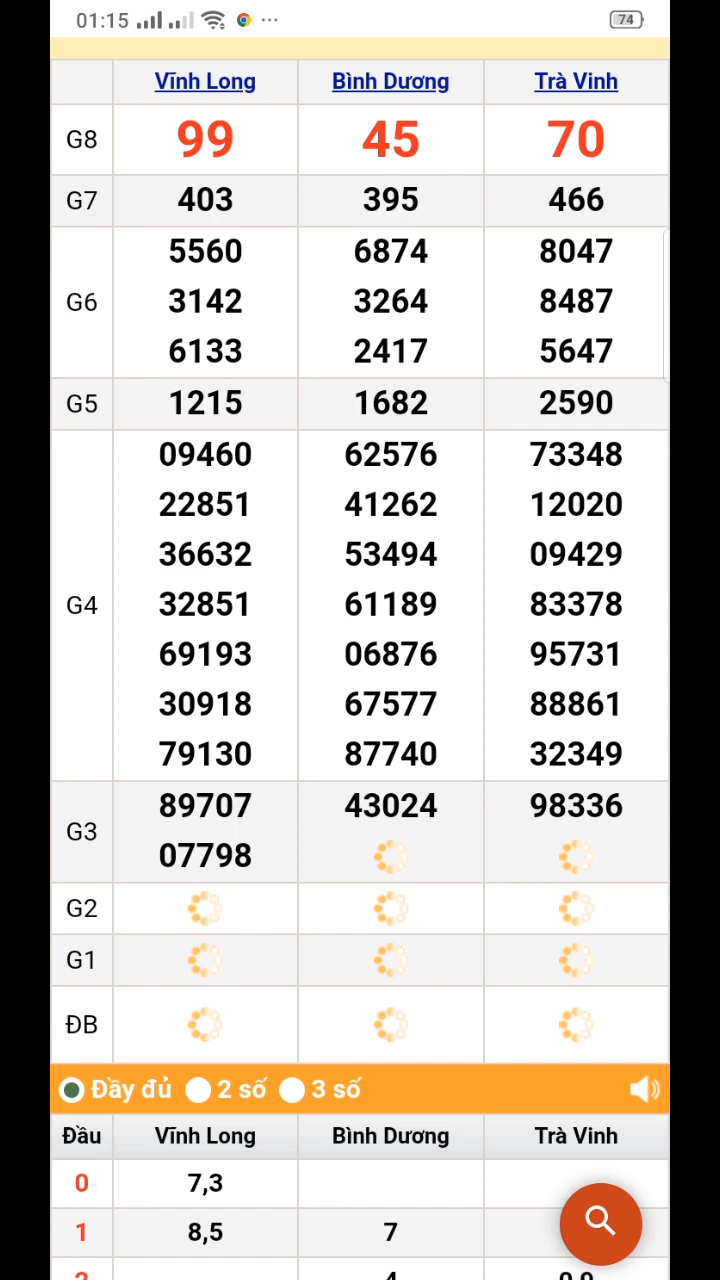 01:15 74
Vĩnh Long Bình Dương Trà Vinh
G8 99 45 70
G7 403 395 466
5560 6874 8047
G6 3142 3264 8487
6133 2417 5647
G5 1215 1682 2590
09460 62576 73348
22851 41262 12020
36632 53494 09429
G4 32851 61189 83378
69193 06876 95731
30918 67577 88861
79130 87740 32349
G3 89707 43024 98336
07798
G2
G1
ĐB
Đầy đủ 2 số 3 số
Đầu Vĩnh Long Bình Dương Trà Vinh
0 7,3
1 8,5 7
2 4